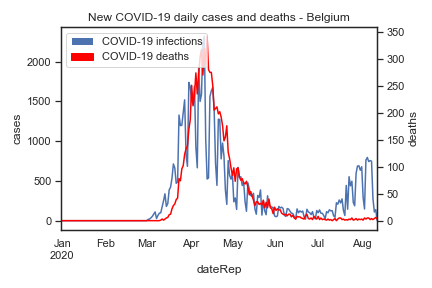 New COVID-19 daily cases and deaths - Belgium
COVID-19 infections
COVID-19 deaths
cases
2000
1500
1000
500
0
deaths
350
300
250
200
150
100
50
0
Jan Feb Mar Apr May Jun Jul Aug
2020
dateRep